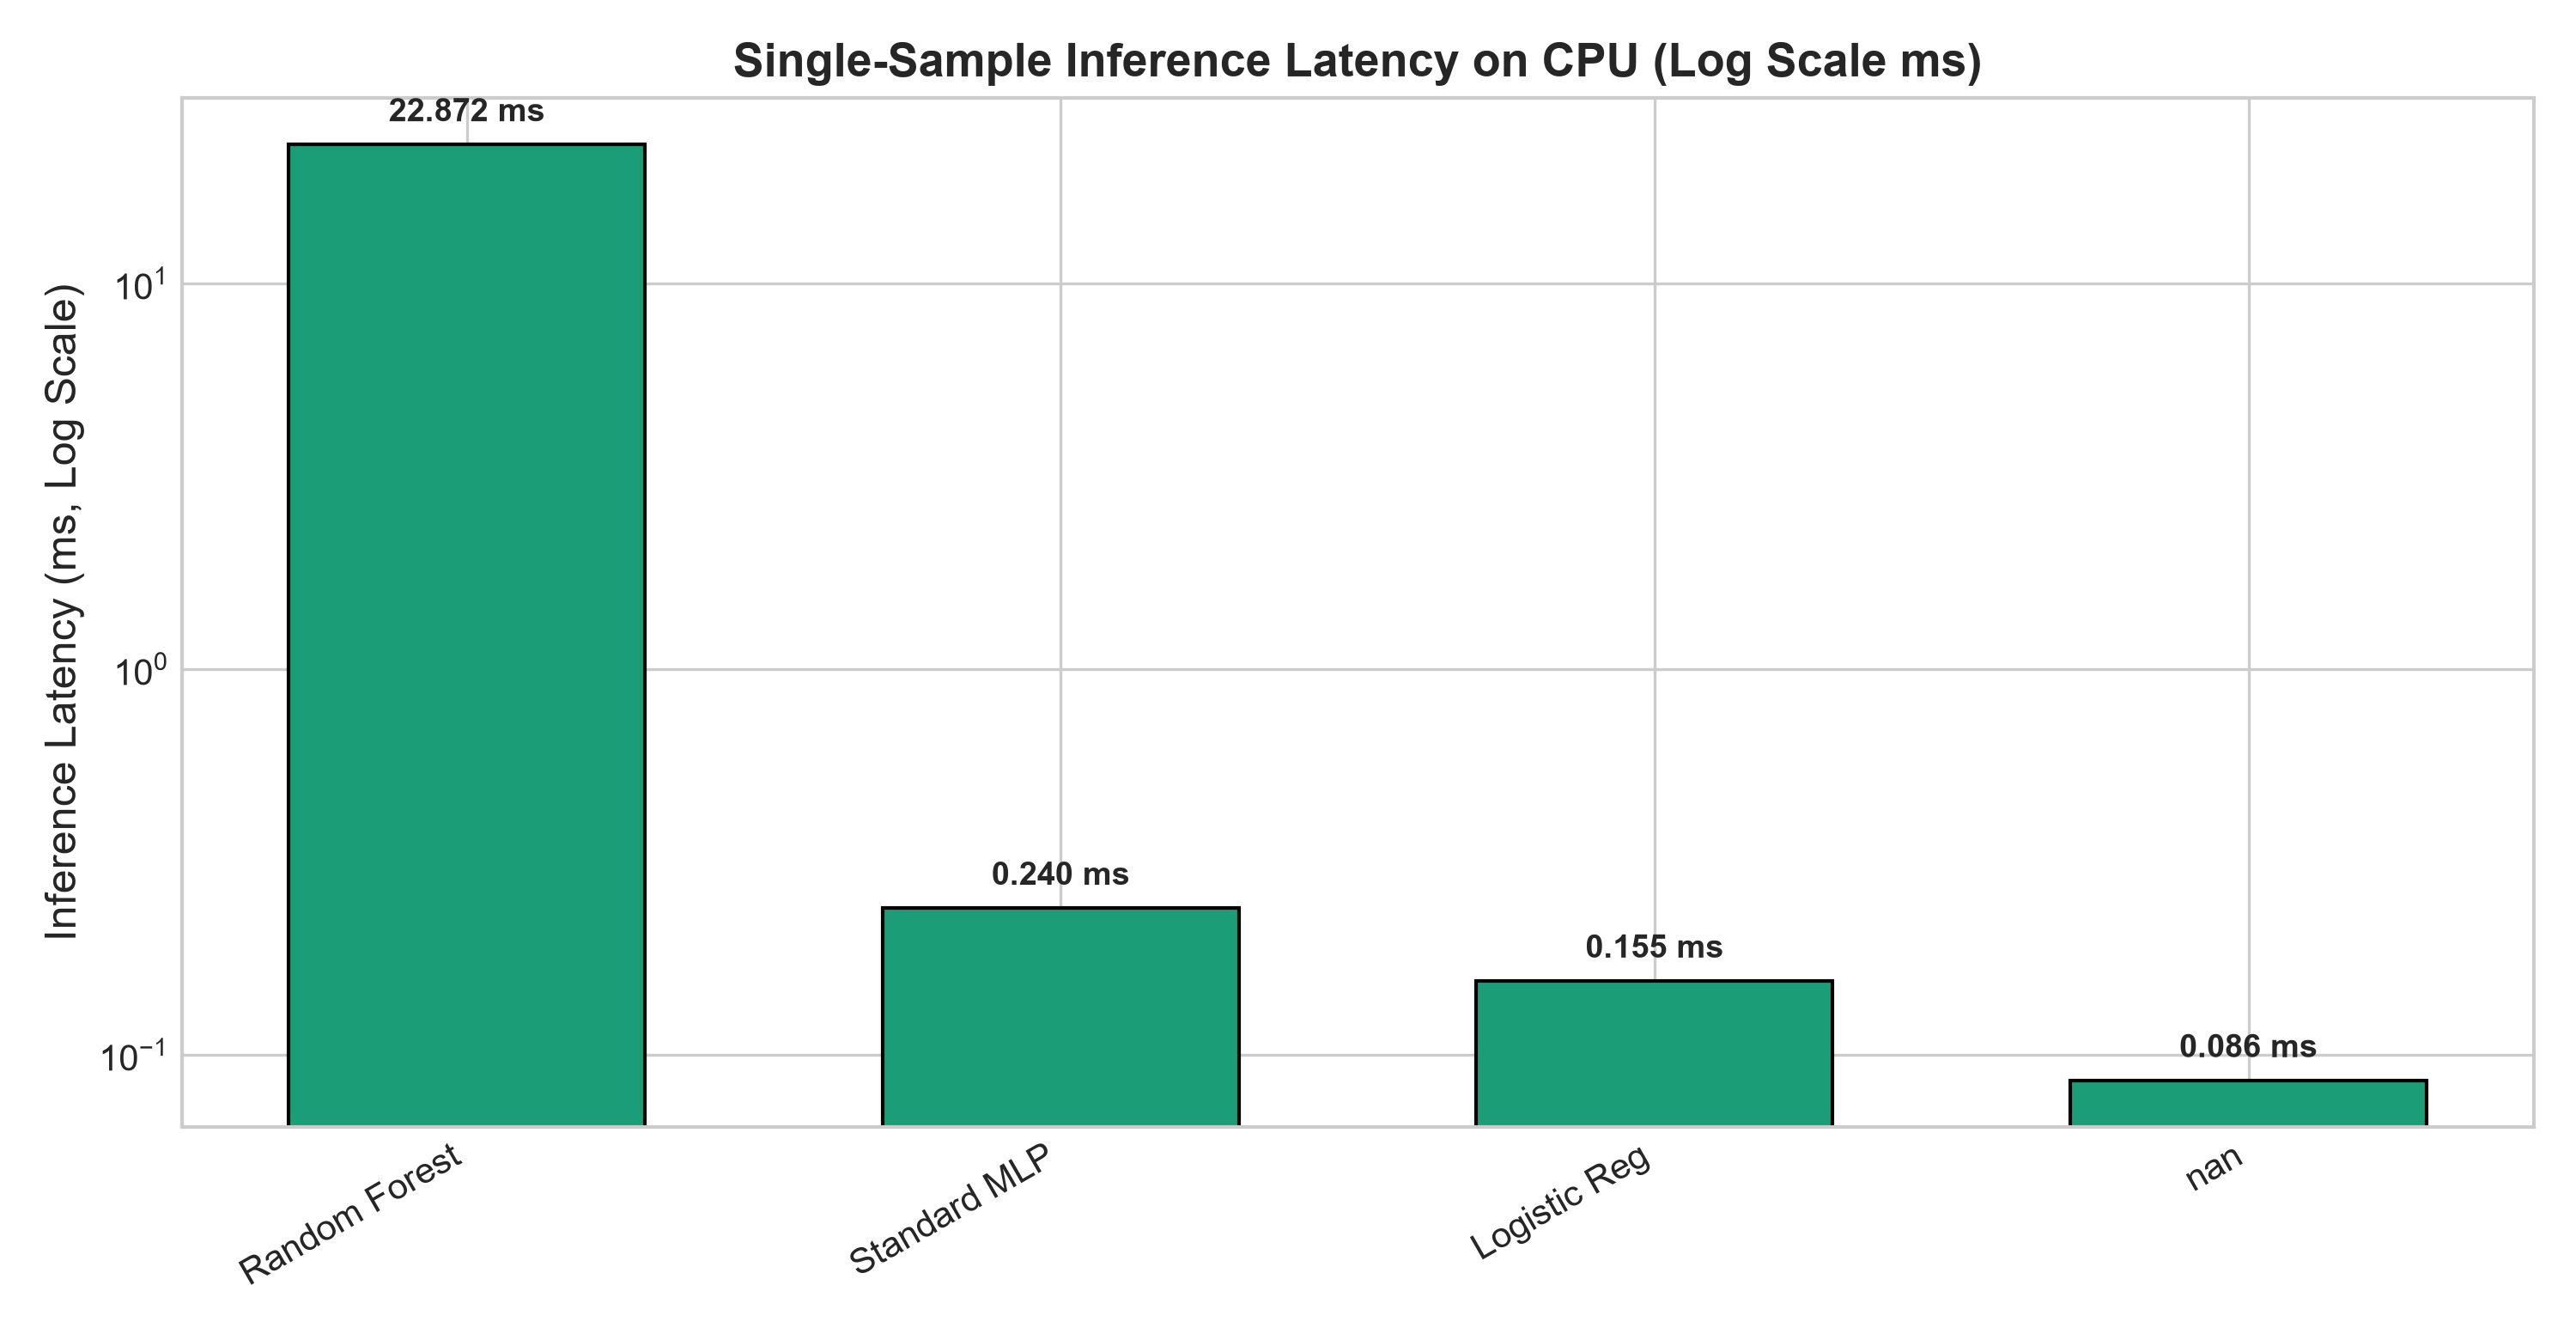 Single-Sample Inference Latency on CPU (Log Scale ms)
Inference Latency (ms, Log Scale)
10¹
10⁰
10⁻¹
22.872 ms
0.240 ms
0.155 ms
0.086 ms
Random Forest
Standard MLP
Logistic Reg
nan